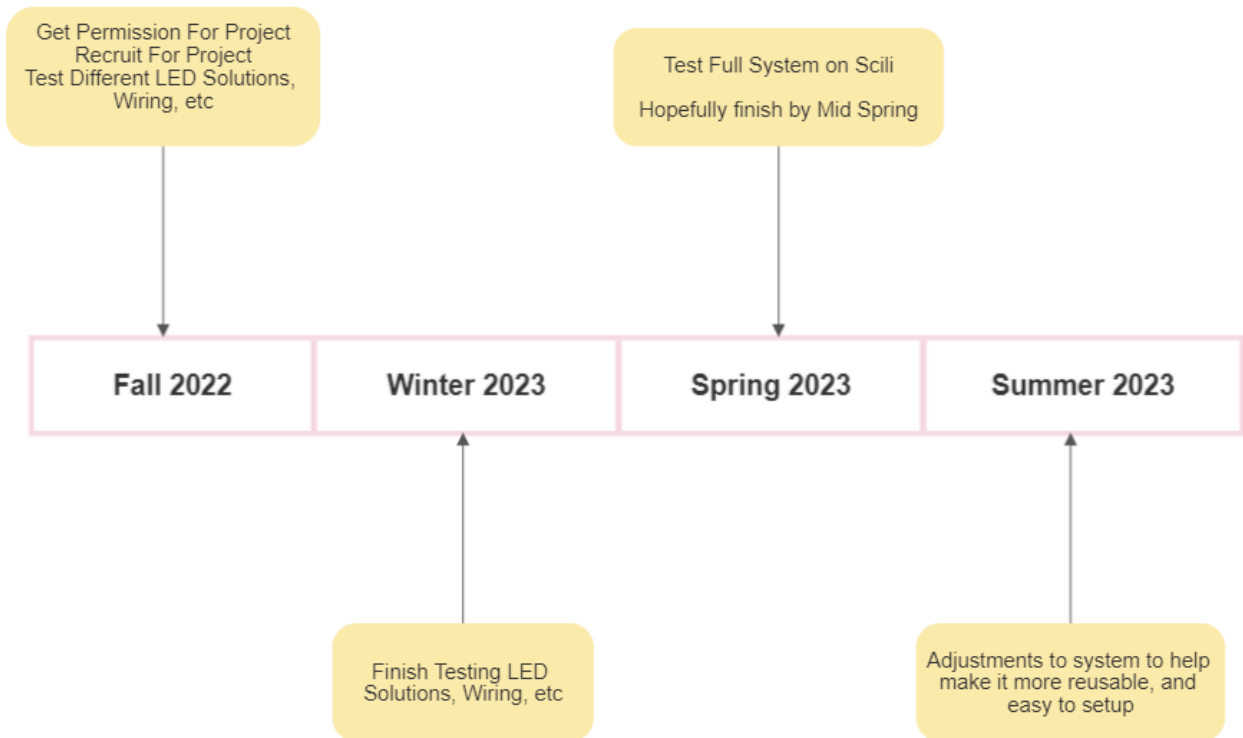 Get Permission For Project
Recruit For Project
Test Different LED Solutions,
Wiring, etc
Test Full System on Scili
Hopefully finish by Mid Spring
Fall 2022
Winter 2023
Spring 2023
Summer 2023
Finish Testing LED
Solutions, Wiring, etc
Adjustments to system to help
make it more reusable, and
easy to setup